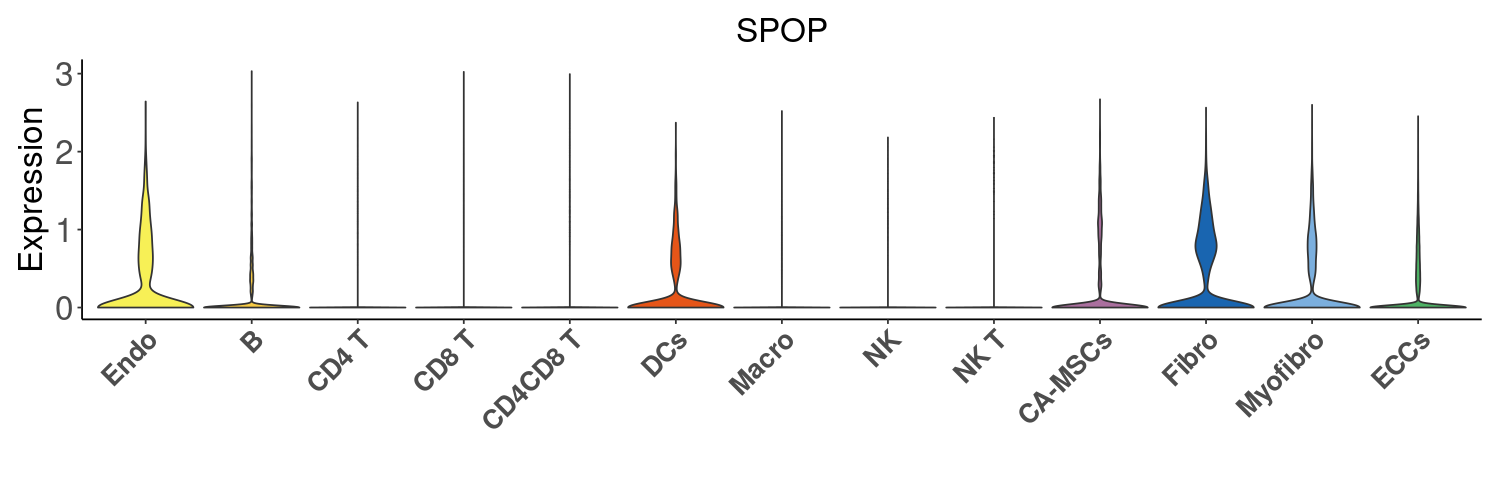 SPOP
Expression
3
2
1
0
Endo
B
CD4 T
CD8 T
CD4CD8 T
DCs
Macro
NK
NK T
CA-MSCs
Fibro
Myofibro
ECCs